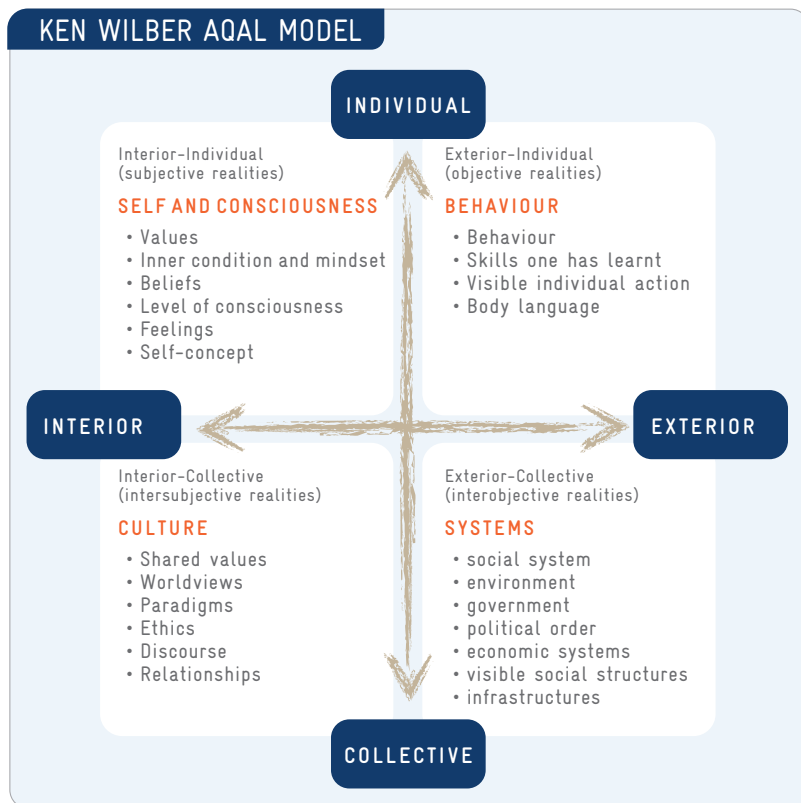 KEN WILBER AQAL MODEL
INDIVIDUAL
Interior-Individual
(subjective realities)
SELF AND CONSCIOUSNESS
• Values
• Inner condition and mindset
• Beliefs
• Level of consciousness
• Feelings
• Self-concept
Exterior-Individual
(objective realities)
BEHAVIOUR
• Behaviour
• Skills one has learnt
• Visible individual action
• Body language
INTERIOR
EXTERIOR
Interior-Collective
(intersubjective realities)
CULTURE
• Shared values
• Worldviews
• Paradigms
• Ethics
• Discourse
• Relationships
Exterior-Collective
(interobjective realities)
SYSTEMS
• social system
• environment
• government
• political order
• economic systems
• visible social structures
• infrastructures
COLLECTIVE